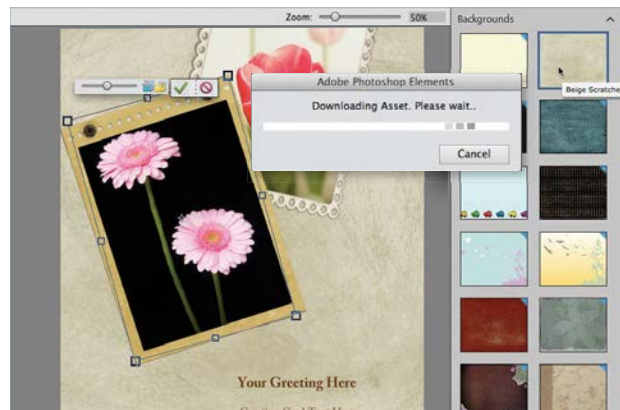 Zoom: 50%
Backgrounds
Adobe Photoshop Elements
Downloading Asset. Please wait..
Cancel
Beige Scratche
Your Greeting Here